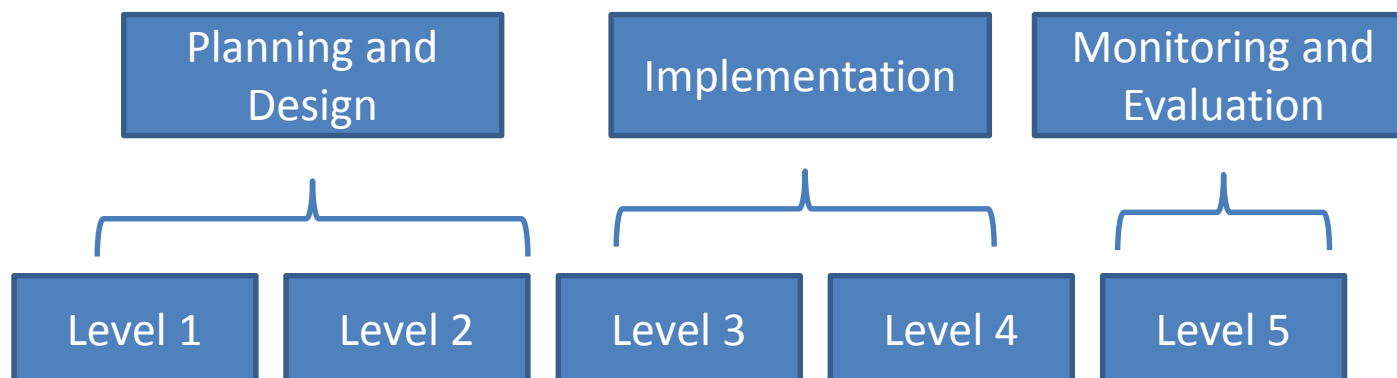 Planning and
Design
Implementation
Monitoring and
Evaluation
Level 1
Level 2
Level 3
Level 4
Level 5